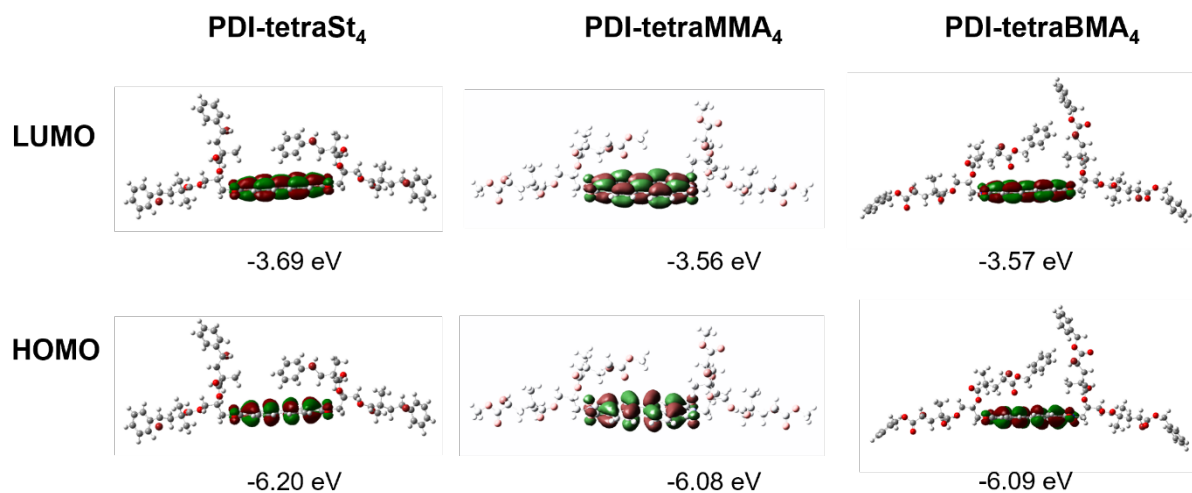 PDI-tetraSt₄ PDI-tetraMMA₄ PDI-tetraBMA₄
LUMO
-3.69 eV -3.56 eV -3.57 eV
HOMO
-6.20 eV -6.08 eV -6.09 eV